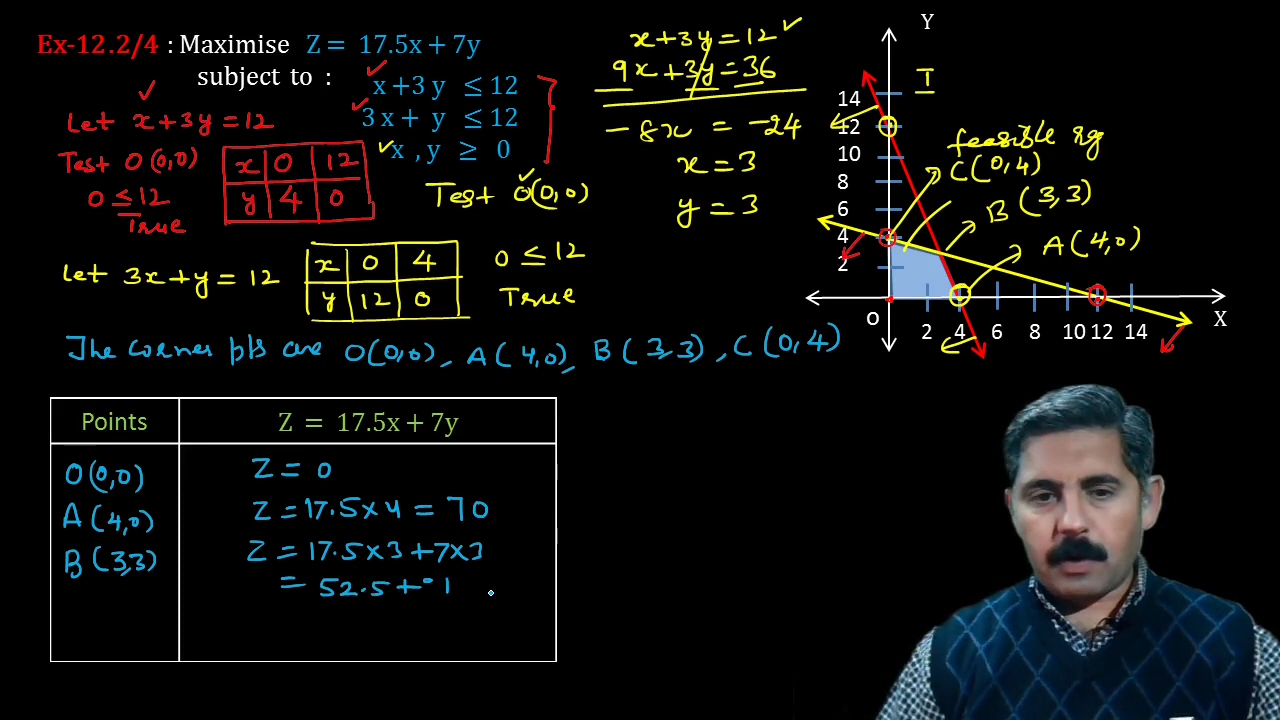 Ex-12.2/4 : Maximise Z = 17.5x + 7y
subject to :
x + 3 y ≤ 12
3 x + y ≤ 12
x , y ≥ 0
Let x + 3y = 12
Test O(0,0)
0 ≤ 12
True
x 0 12
y 4 0
Test O(0,0)
Let 3x + y = 12
x 0 4
y 12 0
0 ≤ 12
True
x + 3y = 12
9x + 3y = 36
-8x = -24
x = 3
y = 3
The corner pts are O(0,0), A(4,0), B(3,3), C(0,4)
Points Z = 17.5x + 7y
O(0,0) Z = 0
A(4,0) Z = 17.5×4 = 70
B(3,3) Z = 17.5×3 + 7×3
= 52.5 +
Y
I
14
12
10
8
6
4
2
feasible rg
C(0,4)
B (3,3)
A(4,0)
O 2 4 6 8 10 12 14 X